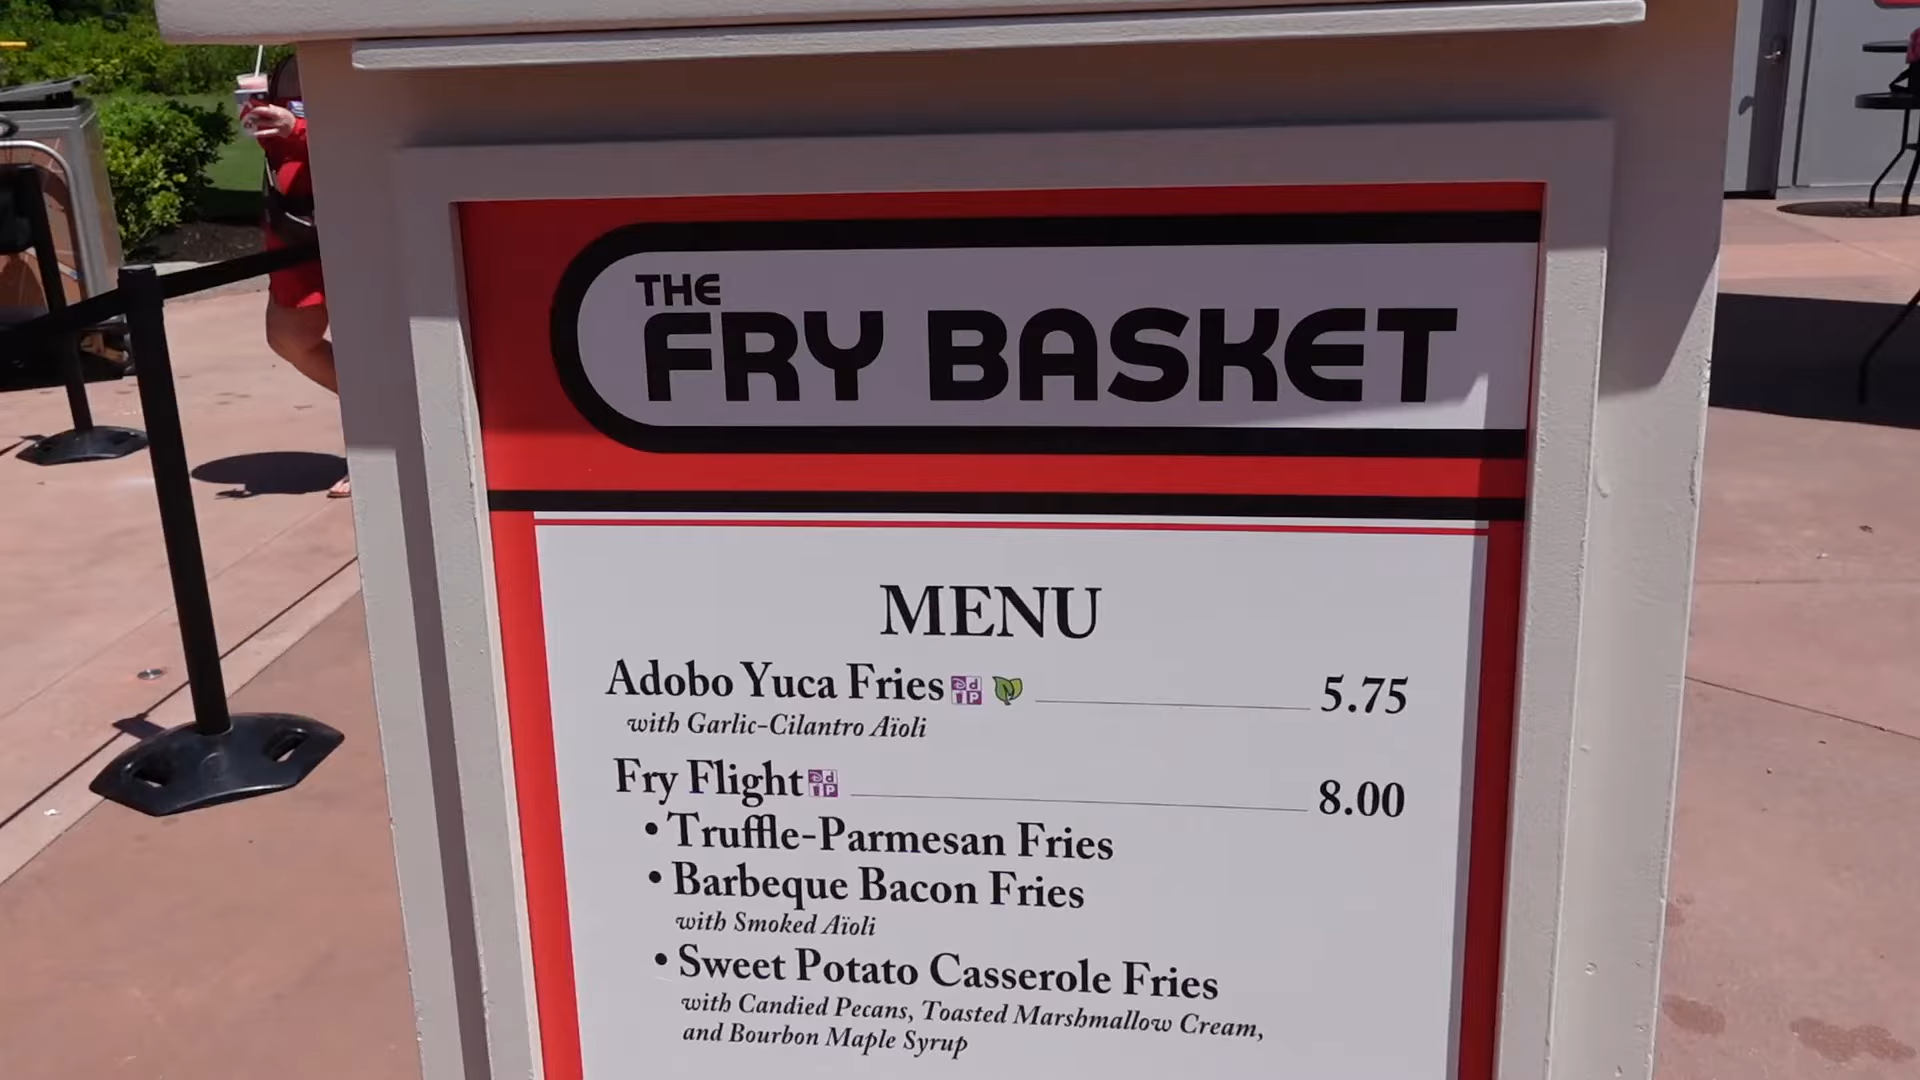 THE
FRY BASKET
MENU
Adobo Yuca Fries 5.75
with Garlic-Cilantro Aïoli
Fry Flight 8.00
• Truffle-Parmesan Fries
• Barbeque Bacon Fries
with Smoked Aïoli
• Sweet Potato Casserole Fries
with Candied Pecans, Toasted Marshmallow Cream,
and Bourbon Maple Syrup